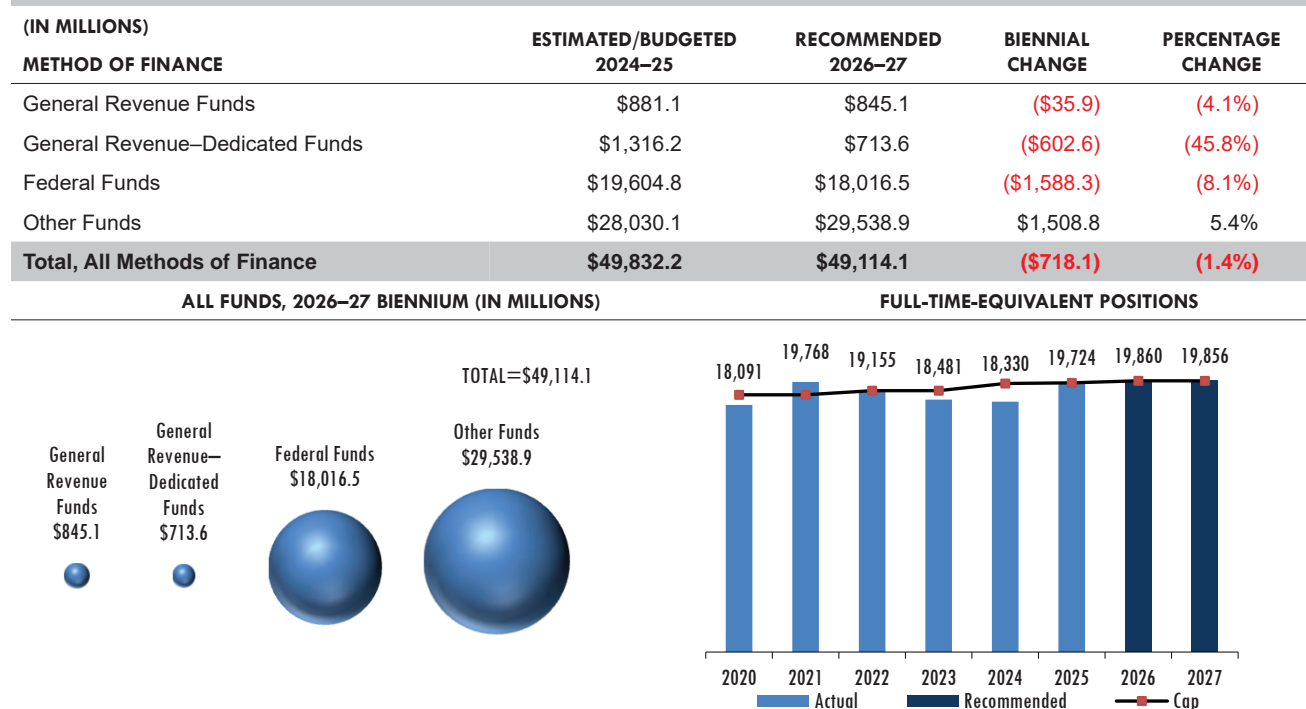 (IN MILLIONS)
METHOD OF FINANCE ESTIMATED/BUDGETED 2024–25 RECOMMENDED 2026–27 BIENNIAL CHANGE PERCENTAGE CHANGE
General Revenue Funds $881.1 $845.1 ($35.9) (4.1%)
General Revenue–Dedicated Funds $1,316.2 $713.6 ($602.6) (45.8%)
Federal Funds $19,604.8 $18,016.5 ($1,588.3) (8.1%)
Other Funds $28,030.1 $29,538.9 $1,508.8 5.4%
Total, All Methods of Finance $49,832.2 $49,114.1 ($718.1) (1.4%)
ALL FUNDS, 2026–27 BIENNIUM (IN MILLIONS)
TOTAL=$49,114.1
General
Revenue
Funds
$845.1
General
Revenue—
Dedicated
Funds
$713.6
Federal Funds
$18,016.5
Other Funds
$29,538.9
FULL-TIME-EQUIVALENT POSITIONS
18,091 19,768 19,155 18,481 18,330 19,724 19,860 19,856
2020 2021 2022 2023 2024 2025 2026 2027
Actual Recommended Cap